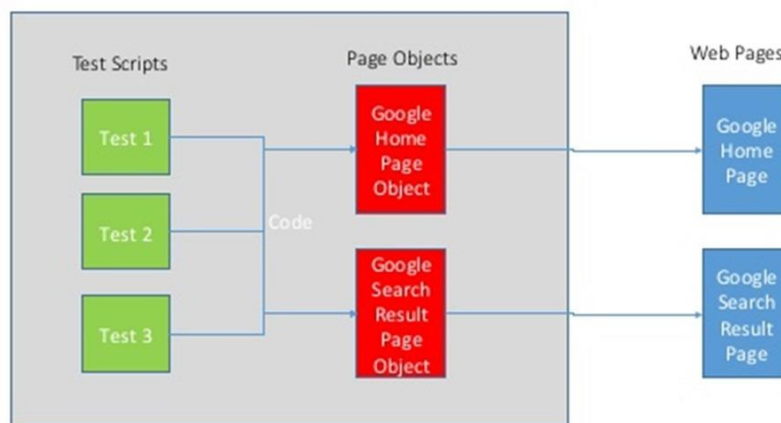 Test Scripts
Page Objects
Web Pages
Test 1
Test 2
Test 3
Code
Google
Home
Page
Object
Google
Search
Result
Page
Object
Google
Home
Page
Google
Search
Result
Page